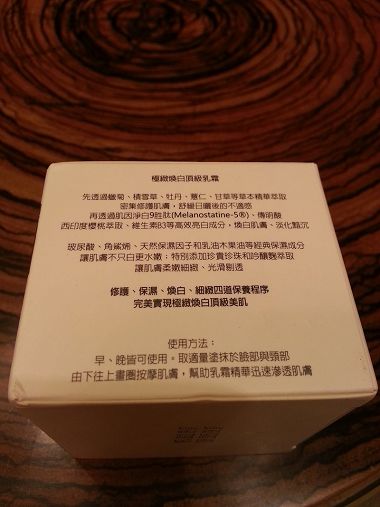 極緻煥白頂級乳霜
先透過蠟菊、積雪草、牡丹、薏仁、甘草等草本精華萃取
密集修護肌膚，舒緩日曬後的不適感
再透過肌因淨白9胜肽(Melanostatine-5®)、傳明酸
西印度櫻桃萃取、維生素B3等高效亮白成分，煥白肌膚、淡化黯沉
玻尿酸、角鯊烯、天然保濕因子和乳油木果油等經典保濕成分
讓肌膚不只白更水嫩；特別添加珍貴珍珠和吟釀麴萃取
讓肌膚柔嫩細緻、光滑剔透
修護、保濕、煥白、細緻四道保養程序
完美實現極緻煥白頂級美肌
使用方法：
早、晚皆可使用。取適量塗抹於臉部與頸部
由下往上畫圈按摩肌膚，幫助乳霜精華迅速滲透肌膚